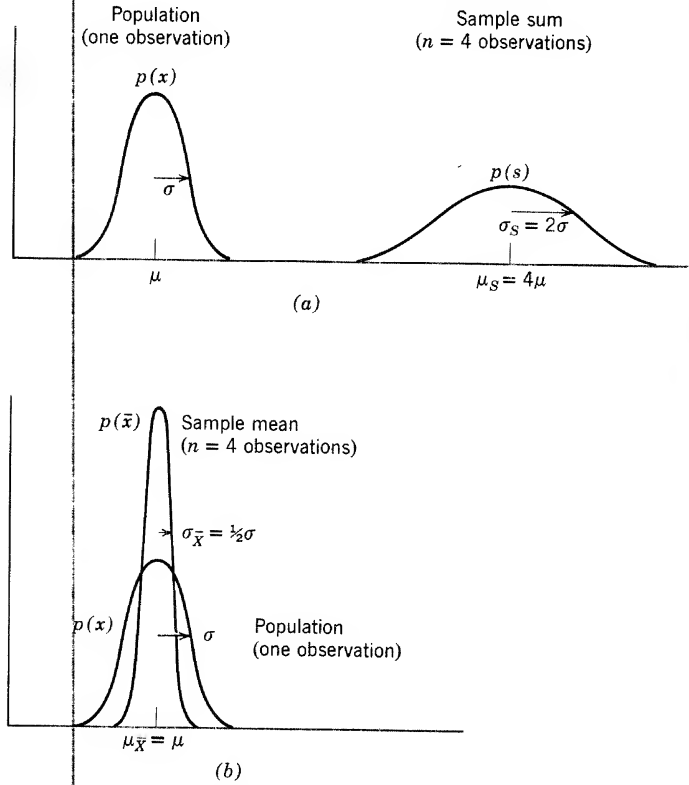 Population
(one observation)
Sample sum
(n = 4 observations)
p(x)
σ
μ
p(s)
σ_S = 2σ
μ_S = 4μ
(a)
p(x̄)
Sample mean
(n = 4 observations)
σ_X̄ = ½σ
p(x)
σ
Population
(one observation)
μ_X̄ = μ
(b)